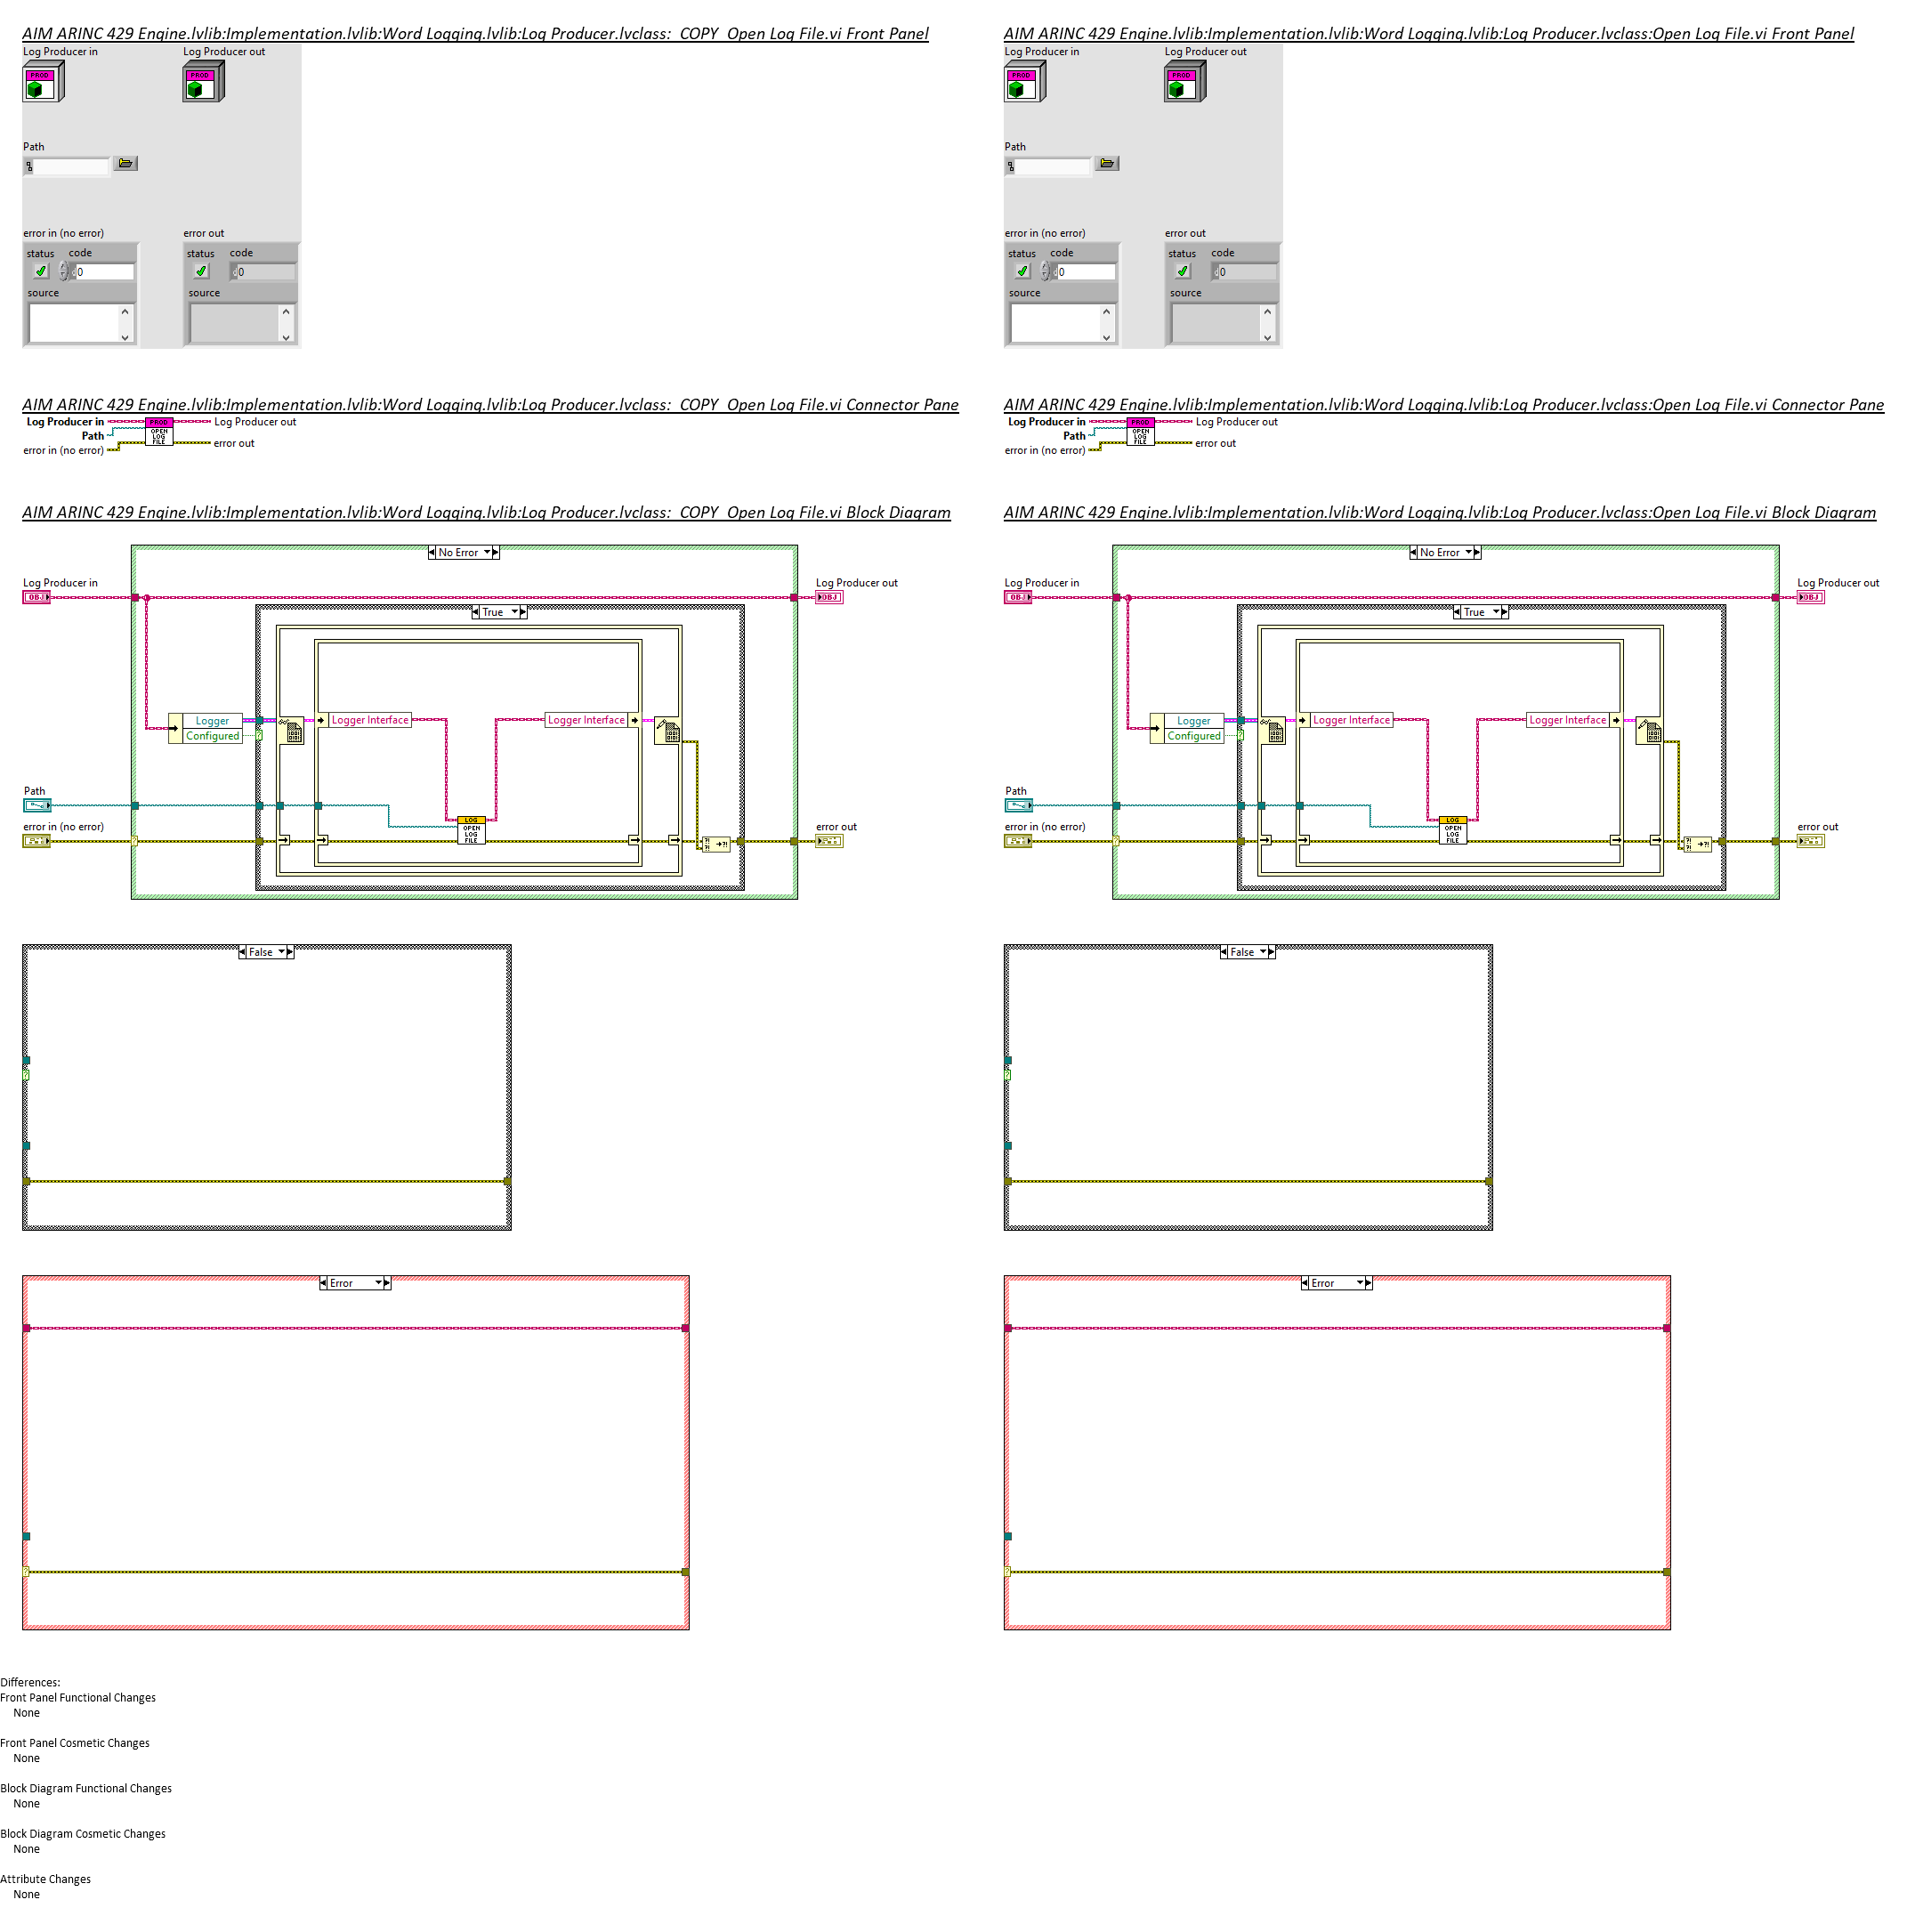 AIM ARINC 429 Engine.lvlib:Implementation.lvlib:Word Logging.lvlib:Log Producer.lvclass:_COPY_Open Log File.vi Front Panel
Log Producer in
Log Producer out
PROD
PROD
Path
error in (no error)
error out
status code
0
status code
0
source
source
AIM ARINC 429 Engine.lvlib:Implementation.lvlib:Word Logging.lvlib:Log Producer.lvclass:Open Log File.vi Front Panel
Log Producer in
Log Producer out
PROD
PROD
Path
error in (no error)
error out
status code
0
status code
0
source
source
AIM ARINC 429 Engine.lvlib:Implementation.lvlib:Word Logging.lvlib:Log Producer.lvclass:_COPY_Open Log File.vi Connector Pane
Log Producer in
Path
error in (no error)
PROD
OPEN
LOG
FILE
Log Producer out
error out
AIM ARINC 429 Engine.lvlib:Implementation.lvlib:Word Logging.lvlib:Log Producer.lvclass:Open Log File.vi Connector Pane
Log Producer in
Path
error in (no error)
PROD
OPEN
LOG
FILE
Log Producer out
error out
AIM ARINC 429 Engine.lvlib:Implementation.lvlib:Word Logging.lvlib:Log Producer.lvclass:_COPY_Open Log File.vi Block Diagram
No Error
Log Producer in
OBJ
Log Producer out
OBJ
True
Logger
Configured
Logger Interface
Logger Interface
Path
error in (no error)
LOG
OPEN
LOG
FILE
error out
False
Error
AIM ARINC 429 Engine.lvlib:Implementation.lvlib:Word Logging.lvlib:Log Producer.lvclass:Open Log File.vi Block Diagram
No Error
Log Producer in
OBJ
Log Producer out
OBJ
True
Logger
Configured
Logger Interface
Logger Interface
Path
error in (no error)
LOG
OPEN
LOG
FILE
error out
False
Error
Differences:
Front Panel Functional Changes
None
Front Panel Cosmetic Changes
None
Block Diagram Functional Changes
None
Block Diagram Cosmetic Changes
None
Attribute Changes
None